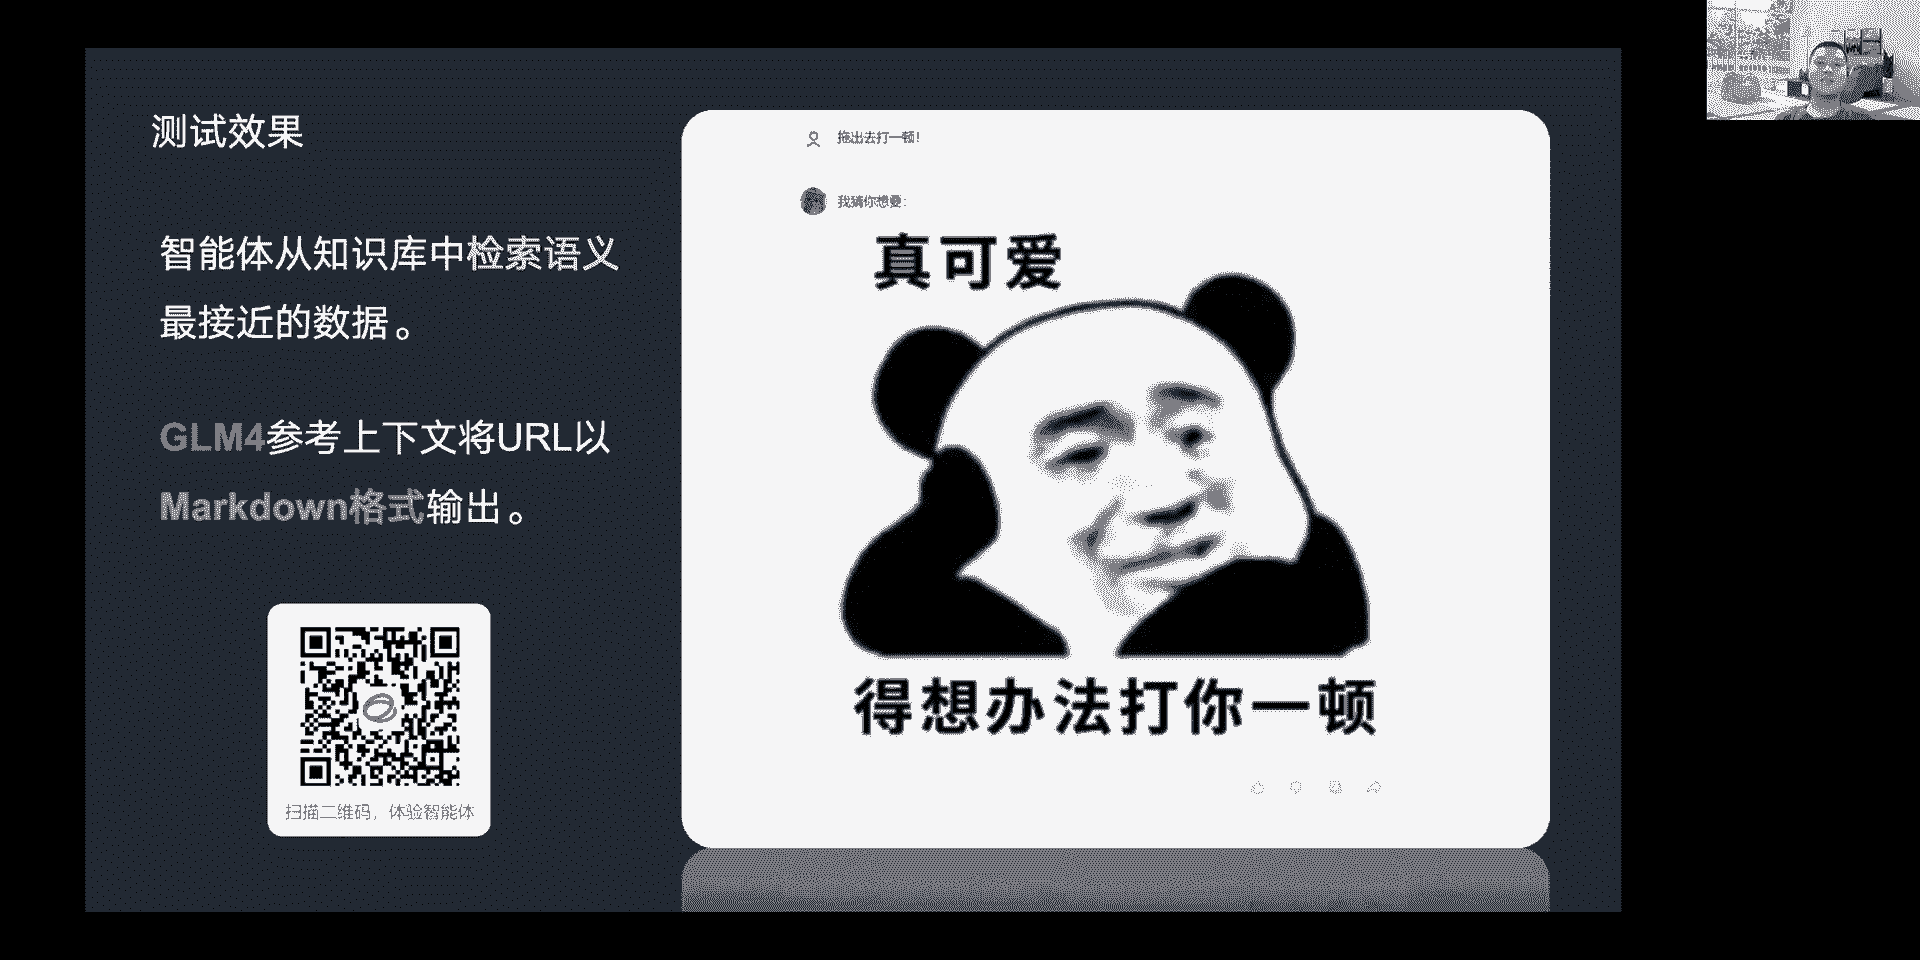 测试效果
智能体从知识库中检索语义
最接近的数据。
GLM4参考上下文将URL以
Markdown格式输出。
扫描二维码，体验智能体
拖出去打一顿！
我猜你想要：
真可爱
得想办法打你一顿